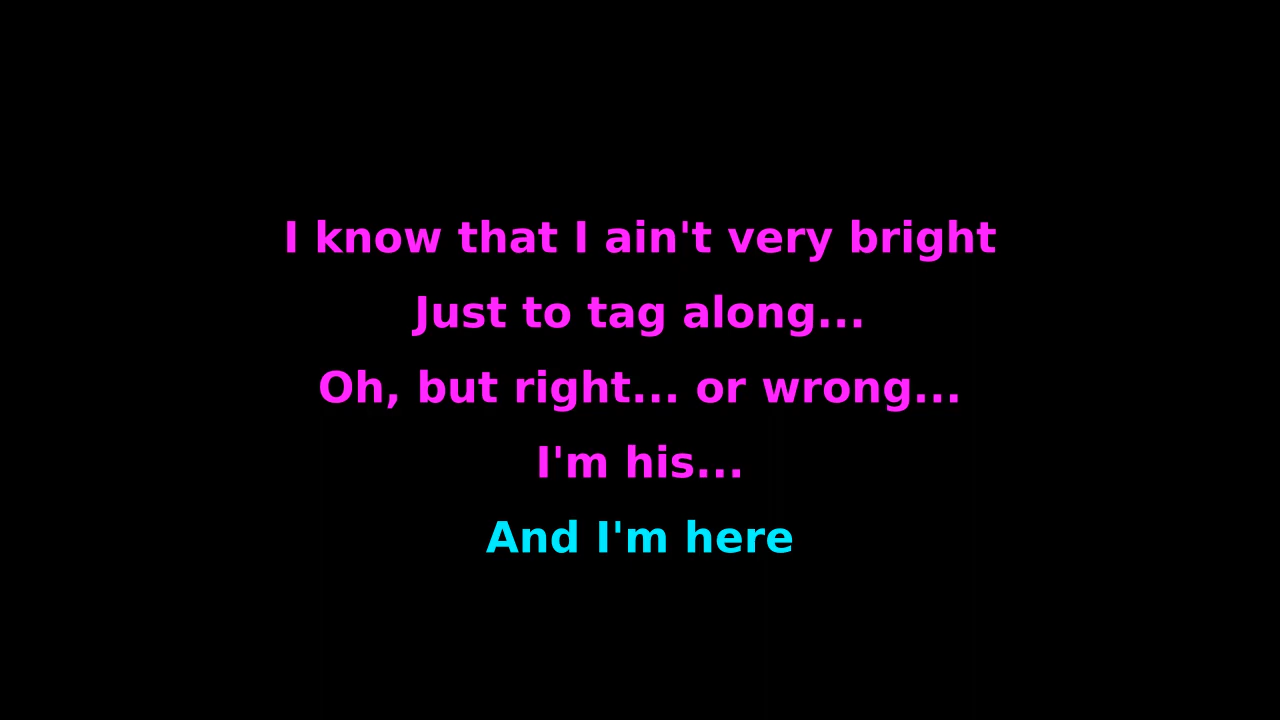 I know that I ain't very bright
Just to tag along...
Oh, but right... or wrong...
I'm his...
And I'm here